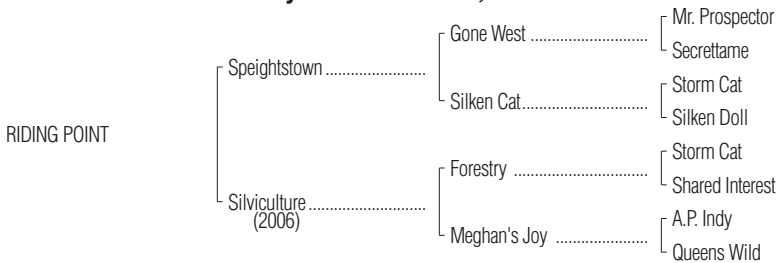 Mr. Prospector
Gone West ..............................
Secrettame
Speightstown .........................
Storm Cat
Silken Cat................................
Silken Doll
RIDING POINT
Storm Cat
Forestry ..................................
Shared Interest
Silviculture .............................
(2006)
A.P. Indy
Meghan's Joy .......................
Queens Wild